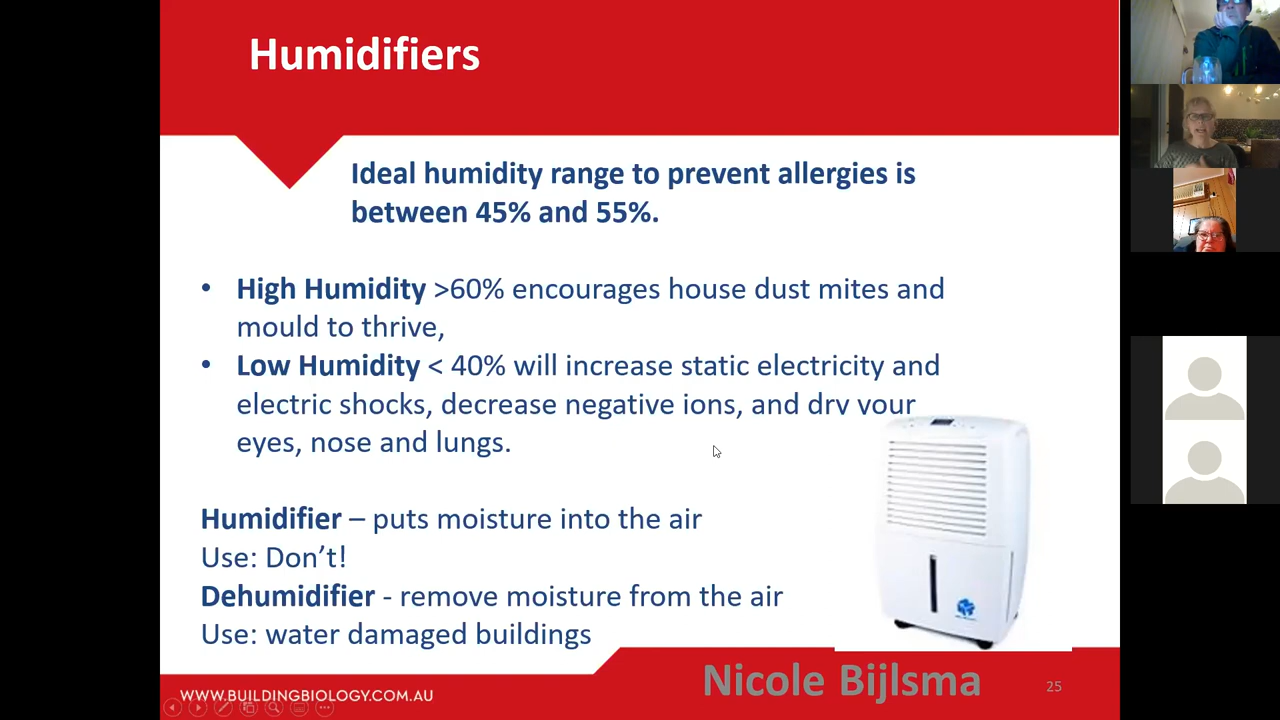 Humidifiers
Ideal humidity range to prevent allergies is
between 45% and 55%.
• High Humidity >60% encourages house dust mites and
mould to thrive,
• Low Humidity < 40% will increase static electricity and
electric shocks, decrease negative ions, and dry your
eyes, nose and lungs.
Humidifier – puts moisture into the air
Use: Don’t!
Dehumidifier - remove moisture from the air
Use: water damaged buildings
Nicole Bijlsma
25
WWW.BUILDINGBIOLOGY.COM.AU